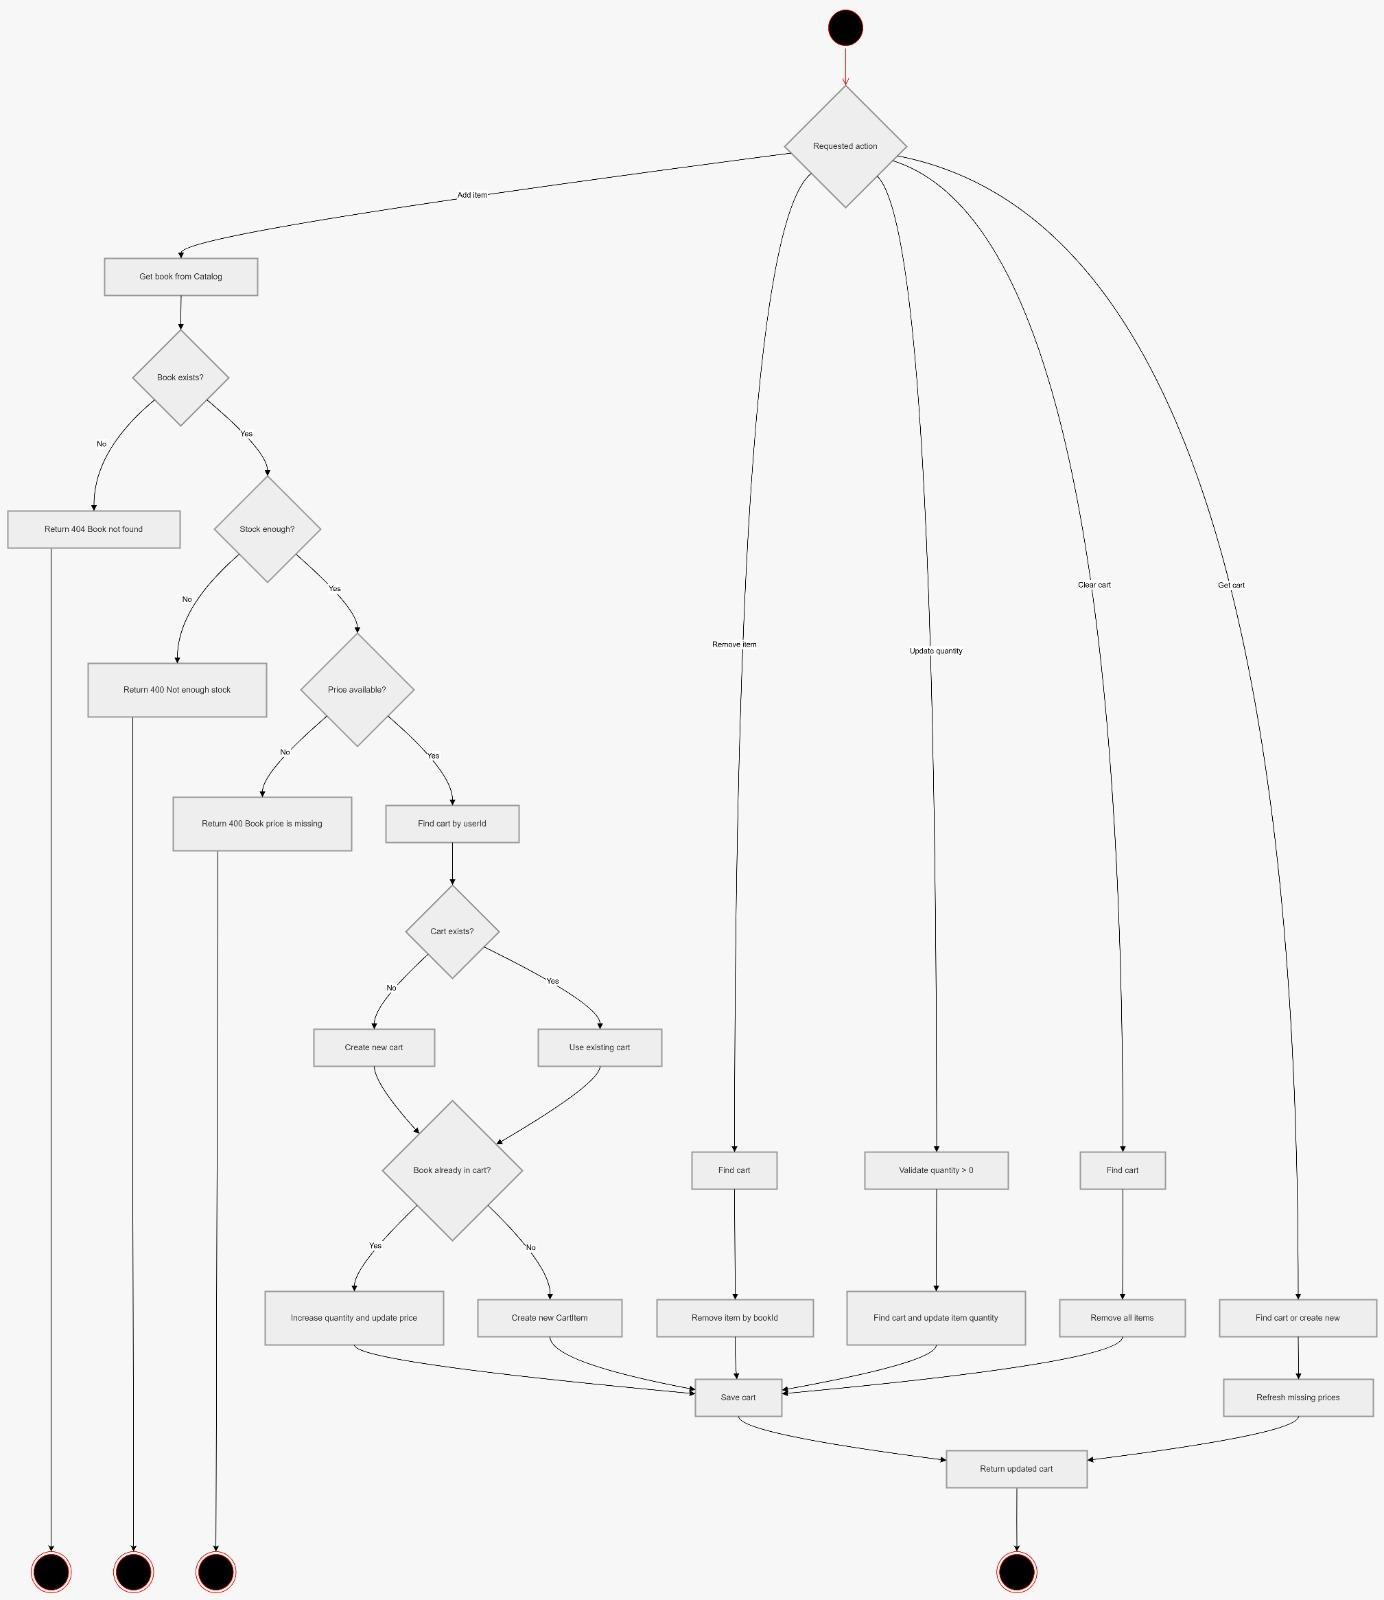 Requested action
Add item
Get book from Catalog
Book exists?
No
Yes
Return 404 Book not found
Stock enough?
Clear cart
Get cart
No
Yes
Remove item
Update quantity
Return 400 Not enough stock
Price available?
No
Yes
Return 400 Book price is missing
Find cart by userId
Cart exists?
No
Yes
Create new cart
Use existing cart
Book already in cart?
Find cart
Validate quantity > 0
Find cart
Yes
No
Increase quantity and update price
Create new CartItem
Remove item by bookId
Find cart and update item quantity
Remove all items
Find cart or create new
Save cart
Refresh missing prices
Return updated cart